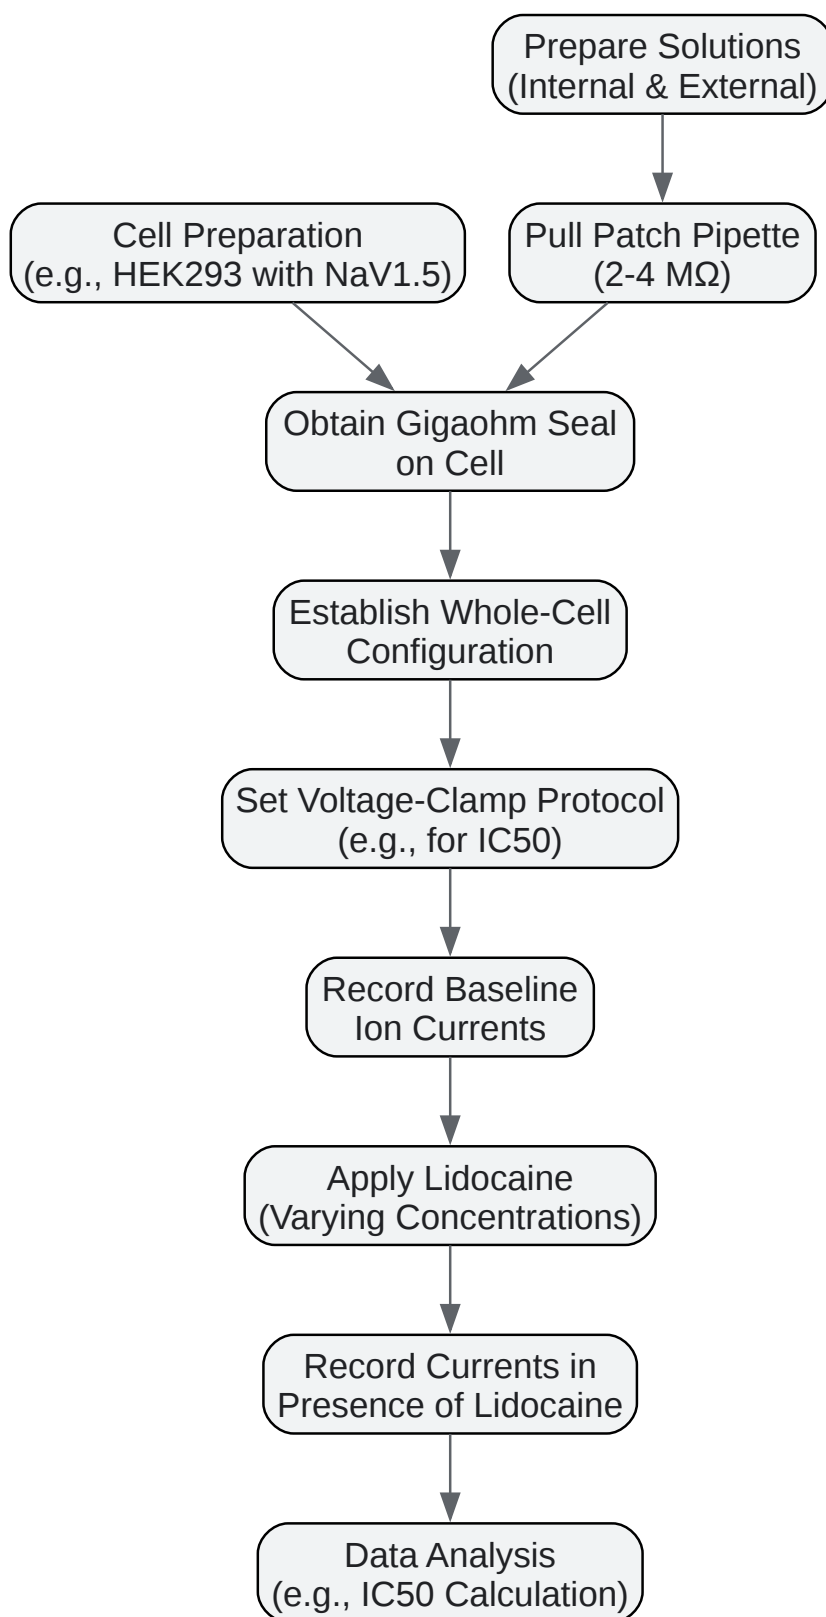 Prepare Solutions
(Internal & External)
Cell Preparation
(e.g., HEK293 with NaV1.5)
Pull Patch Pipette
(2-4 MΩ)
Obtain Gigaohm Seal
on Cell
Establish Whole-Cell
Configuration
Set Voltage-Clamp Protocol
(e.g., for IC50)
Record Baseline
Ion Currents
Apply Lidocaine
(Varying Concentrations)
Record Currents in
Presence of Lidocaine
Data Analysis
(e.g., IC50 Calculation)